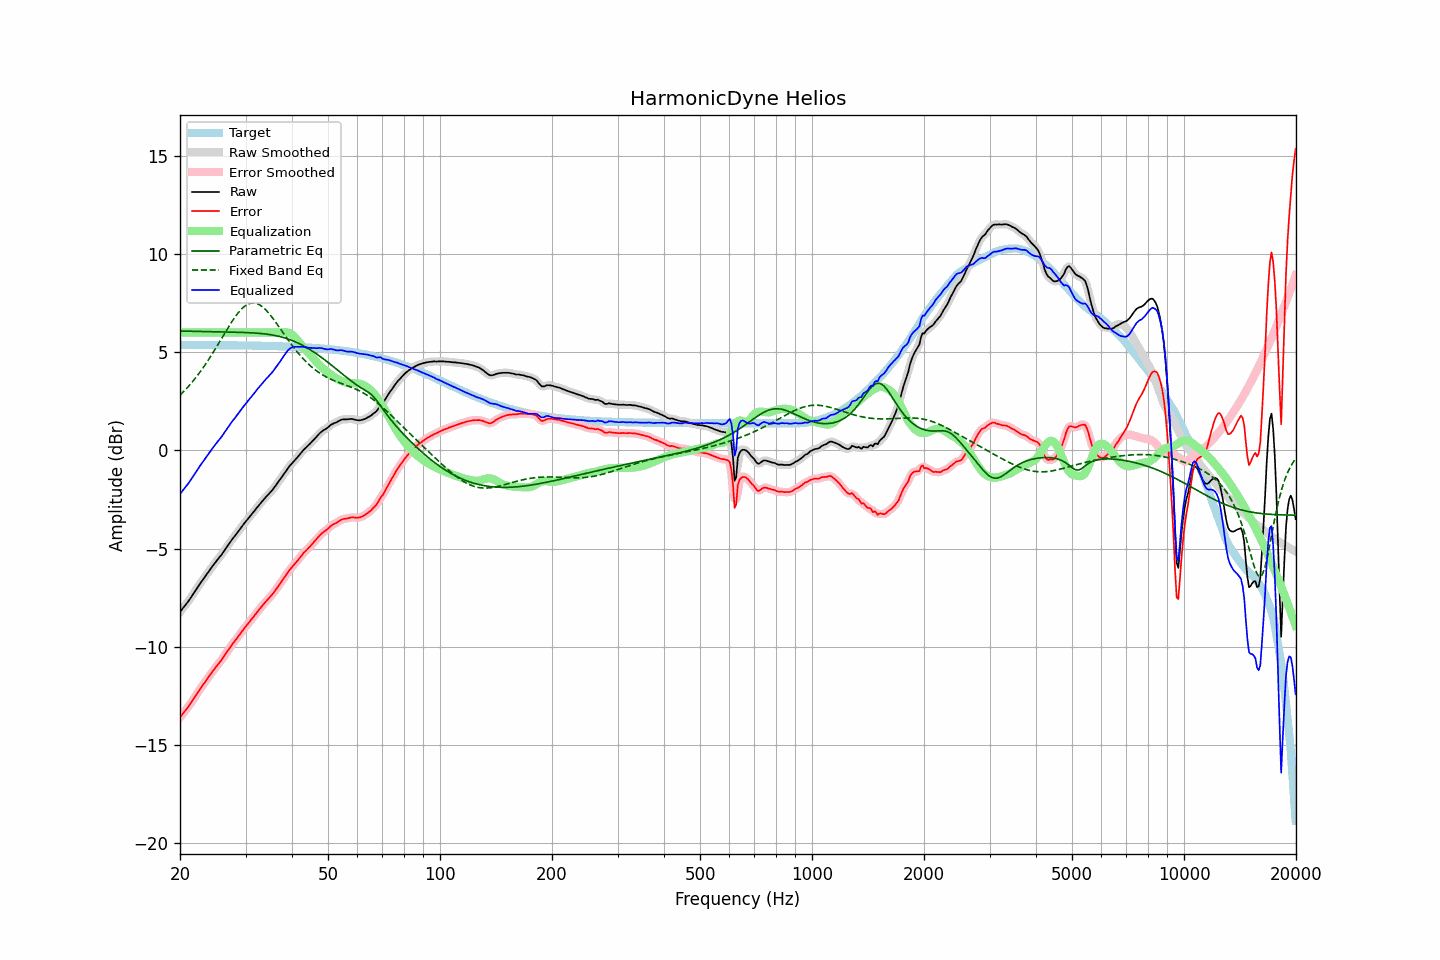 HarmonicDyne Helios
Target
Raw Smoothed
Error Smoothed
Raw
Error
Equalization
Parametric Eq
Fixed Band Eq
Equalized
Amplitude (dBr)
15
10
5
0
−5
−10
−15
−20
20 50 100 200 500 1000 2000 5000 10000 20000
Frequency (Hz)